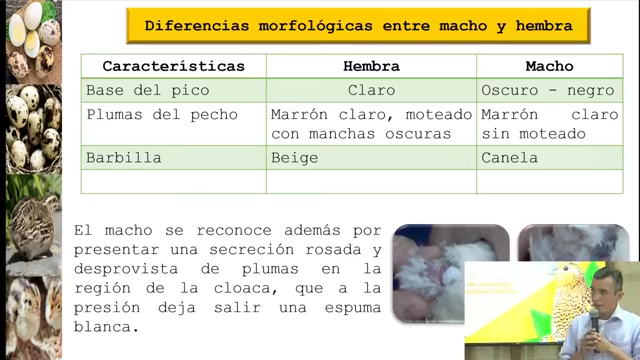 Diferencias morfológicas entre macho y hembra
Características Hembra Macho
Base del pico Claro Oscuro - negro
Plumas del pecho Marrón claro, moteado con manchas oscuras Marrón claro sin moteado
Barbilla Beige Canela
El macho se reconoce además por
presentar una secreción rosada y
desprovista de plumas en la
región de la cloaca, que a la
presión deja salir una espuma
blanca.